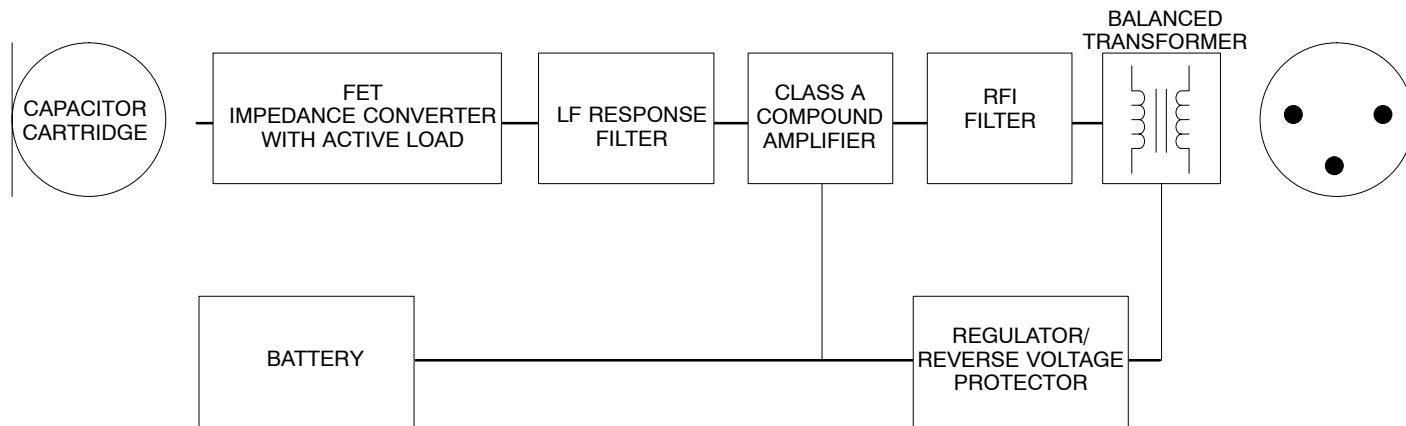 BALANCED
TRANSFORMER
CAPACITOR
CARTRIDGE
FET
IMPEDANCE CONVERTER
WITH ACTIVE LOAD
LF RESPONSE
FILTER
CLASS A
COMPOUND
AMPLIFIER
RFI
FILTER
BATTERY
REGULATOR/
REVERSE VOLTAGE
PROTECTOR